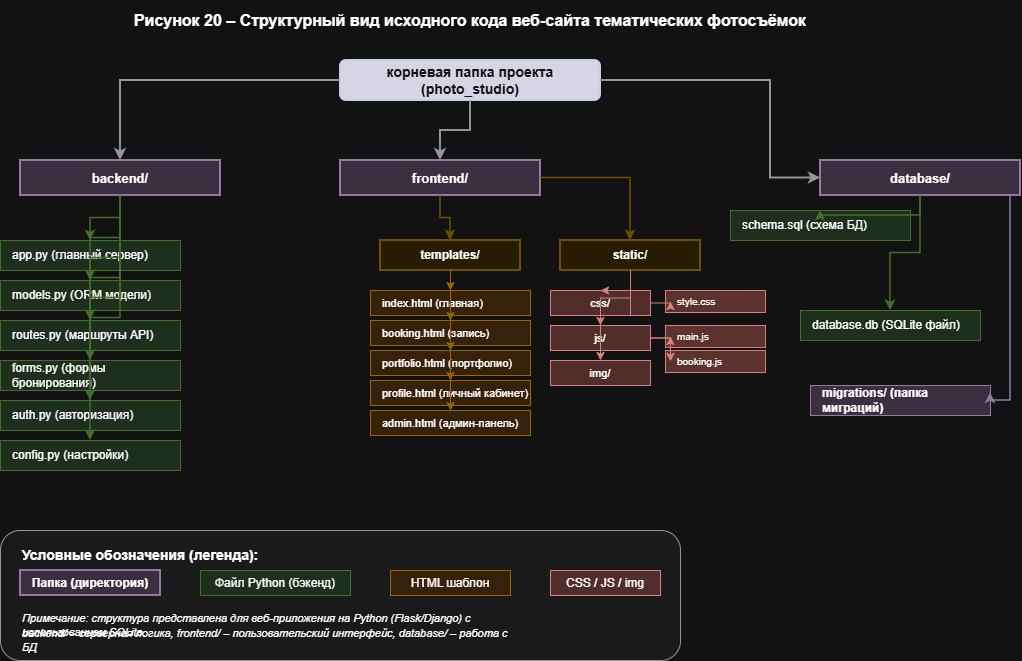 Рисунок 20 – Структурный вид исходного кода веб-сайта тематических фотосъёмок
корневая папка проекта
(photo_studio)
backend/
frontend/
database/
app.py (главный сервер)
models.py (ORM модели)
routes.py (маршруты API)
forms.py (формы
бронирования)
auth.py (авторизация)
config.py (настройки)
templates/
index.html (главная)
booking.html (запись)
portfolio.html (портфолио)
profile.html (личный кабинет)
admin.html (админ-панель)
static/
css/
js/
img/
style.css
main.js
booking.js
schema.sql (схема БД)
database.db (SQLite файл)
migrations/ (папка
миграций)
Условные обозначения (легенда):
Папка (директория)
Файл Python (бэкенд)
HTML шаблон
CSS / JS / img
Примечание: структура представлена для веб-приложения на Python (Flask/Django) с
использованием SQLite.
backend/ – серверная логика, frontend/ – пользовательский интерфейс, database/ – работа с
БД